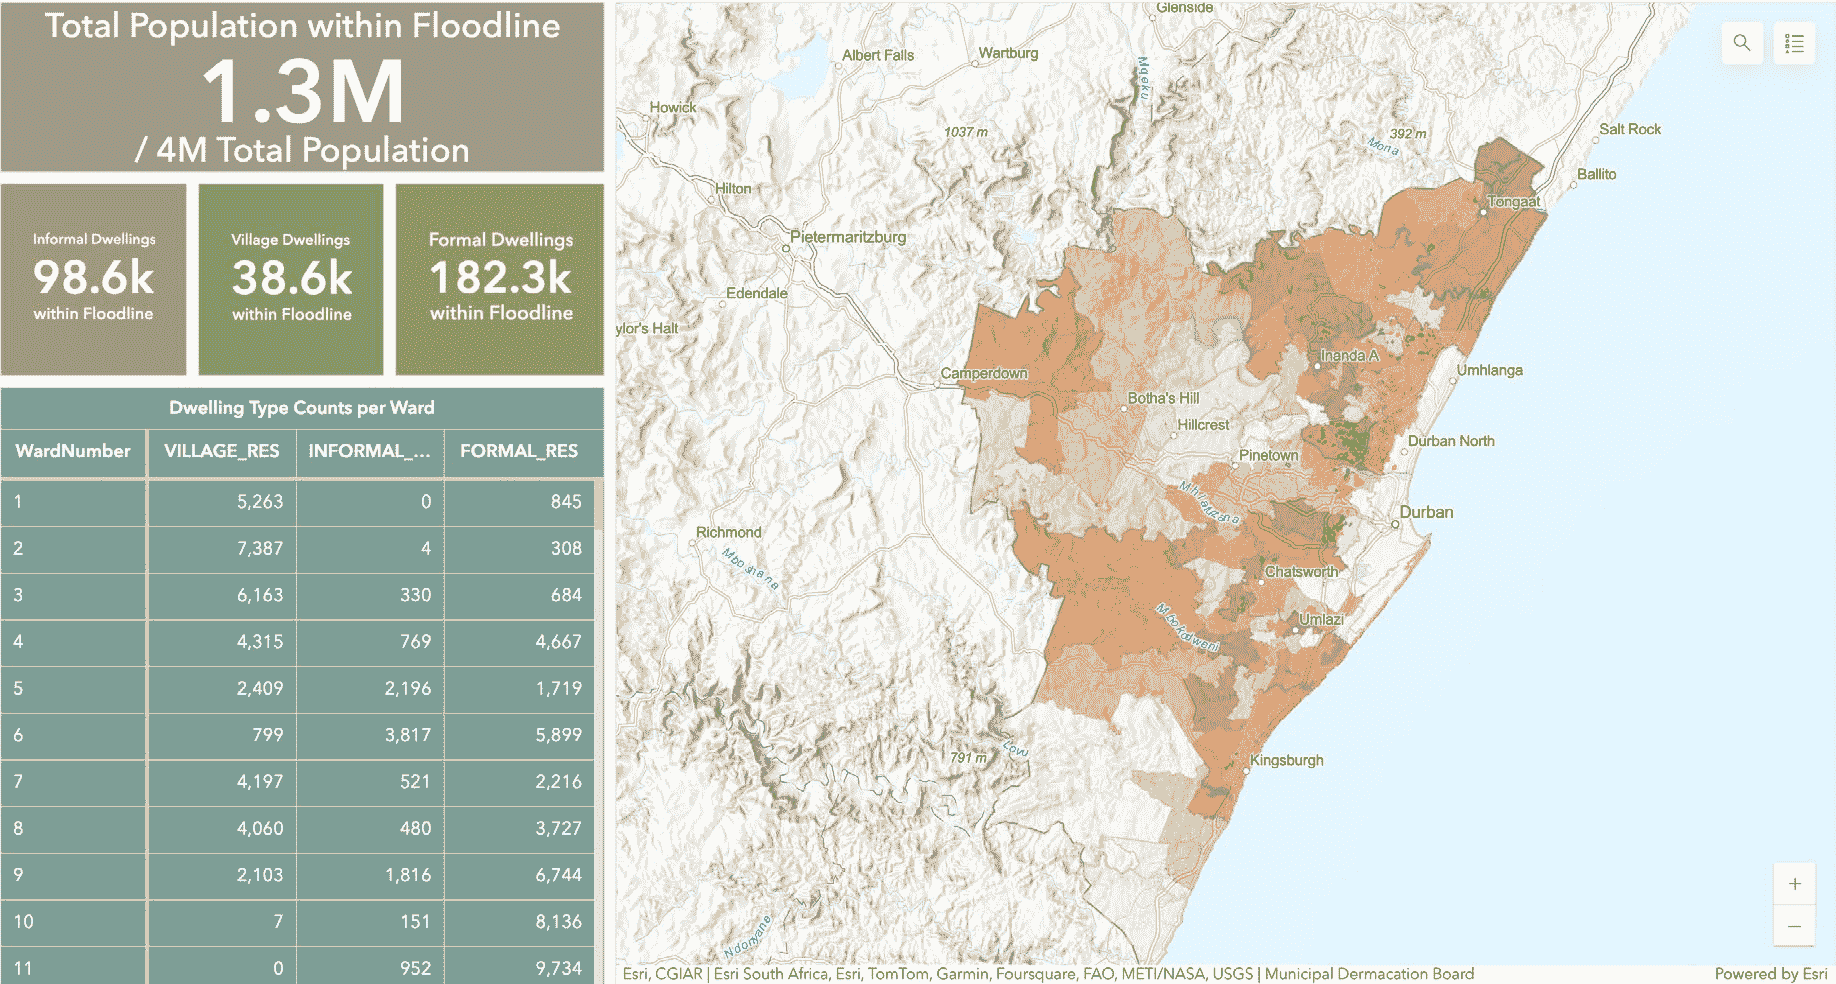 Total Population within Floodline
1.3M
/ 4M Total Population
Informal Dwellings
98.6k
within Floodline
Village Dwellings
38.6k
within Floodline
Formal Dwellings
182.3k
within Floodline
Dwelling Type Counts per Ward
WardNumber VILLAGE_RES INFORMAL_... FORMAL_RES
1 5,263 0 845
2 7,387 4 308
3 6,163 330 684
4 4,315 769 4,667
5 2,409 2,196 1,719
6 799 3,817 5,899
7 4,197 521 2,216
8 4,060 480 3,727
9 2,103 1,816 6,744
10 7 151 8,136
11 0 952 9,734
Glenside
Albert Falls
Wartburg
Mqeku
Howick
1037 m
392 m
Mona
Salt Rock
Ballito
Hilton
Tongaat
Pietermaritzburg
Edendale
ylor's Halt
Inanda A
Umhlanga
Camperdown
Botha's Hill
Hillcrest
Durban North
Pinetown
Mhlatuzana
Durban
Richmond
Mboshane
Chatsworth
Mbokodweni
Umlazi
Lovu
791 m
Kingsburgh
Ndonyane
Esri, CGIAR | Esri South Africa, Esri, TomTom, Garmin, Foursquare, FAO, METI/NASA, USGS | Municipal Dermacation Board
Powered by Esri